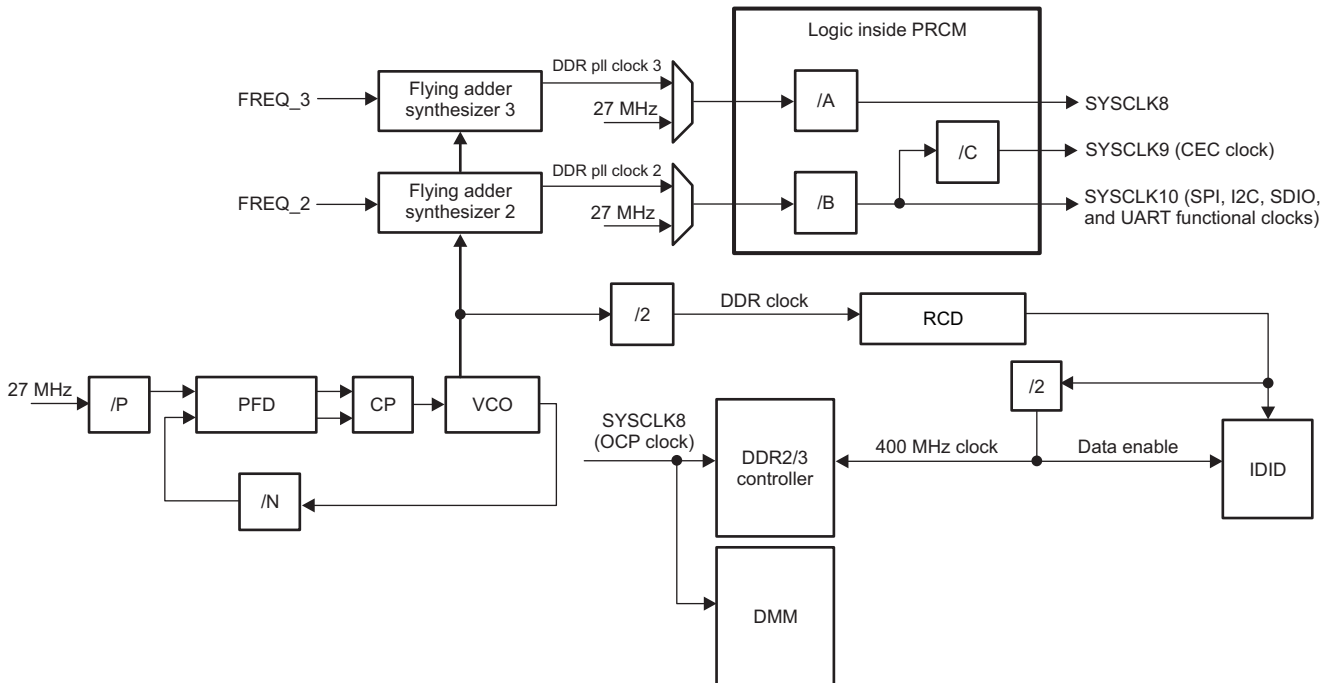 Logic inside PRCM
DDR pll clock 3
FREQ_3
Flying adder
synthesizer 3
27 MHz
/A
SYSCLK8
/C
SYSCLK9 (CEC clock)
DDR pll clock 2
FREQ_2
Flying adder
synthesizer 2
27 MHz
/B
SYSCLK10 (SPI, I2C, SDIO,
and UART functional clocks)
/2
DDR clock
RCD
27 MHz
/P
PFD
CP
VCO
/N
/2
SYSCLK8
(OCP clock)
DDR2/3
controller
400 MHz clock
Data enable
IDID
DMM